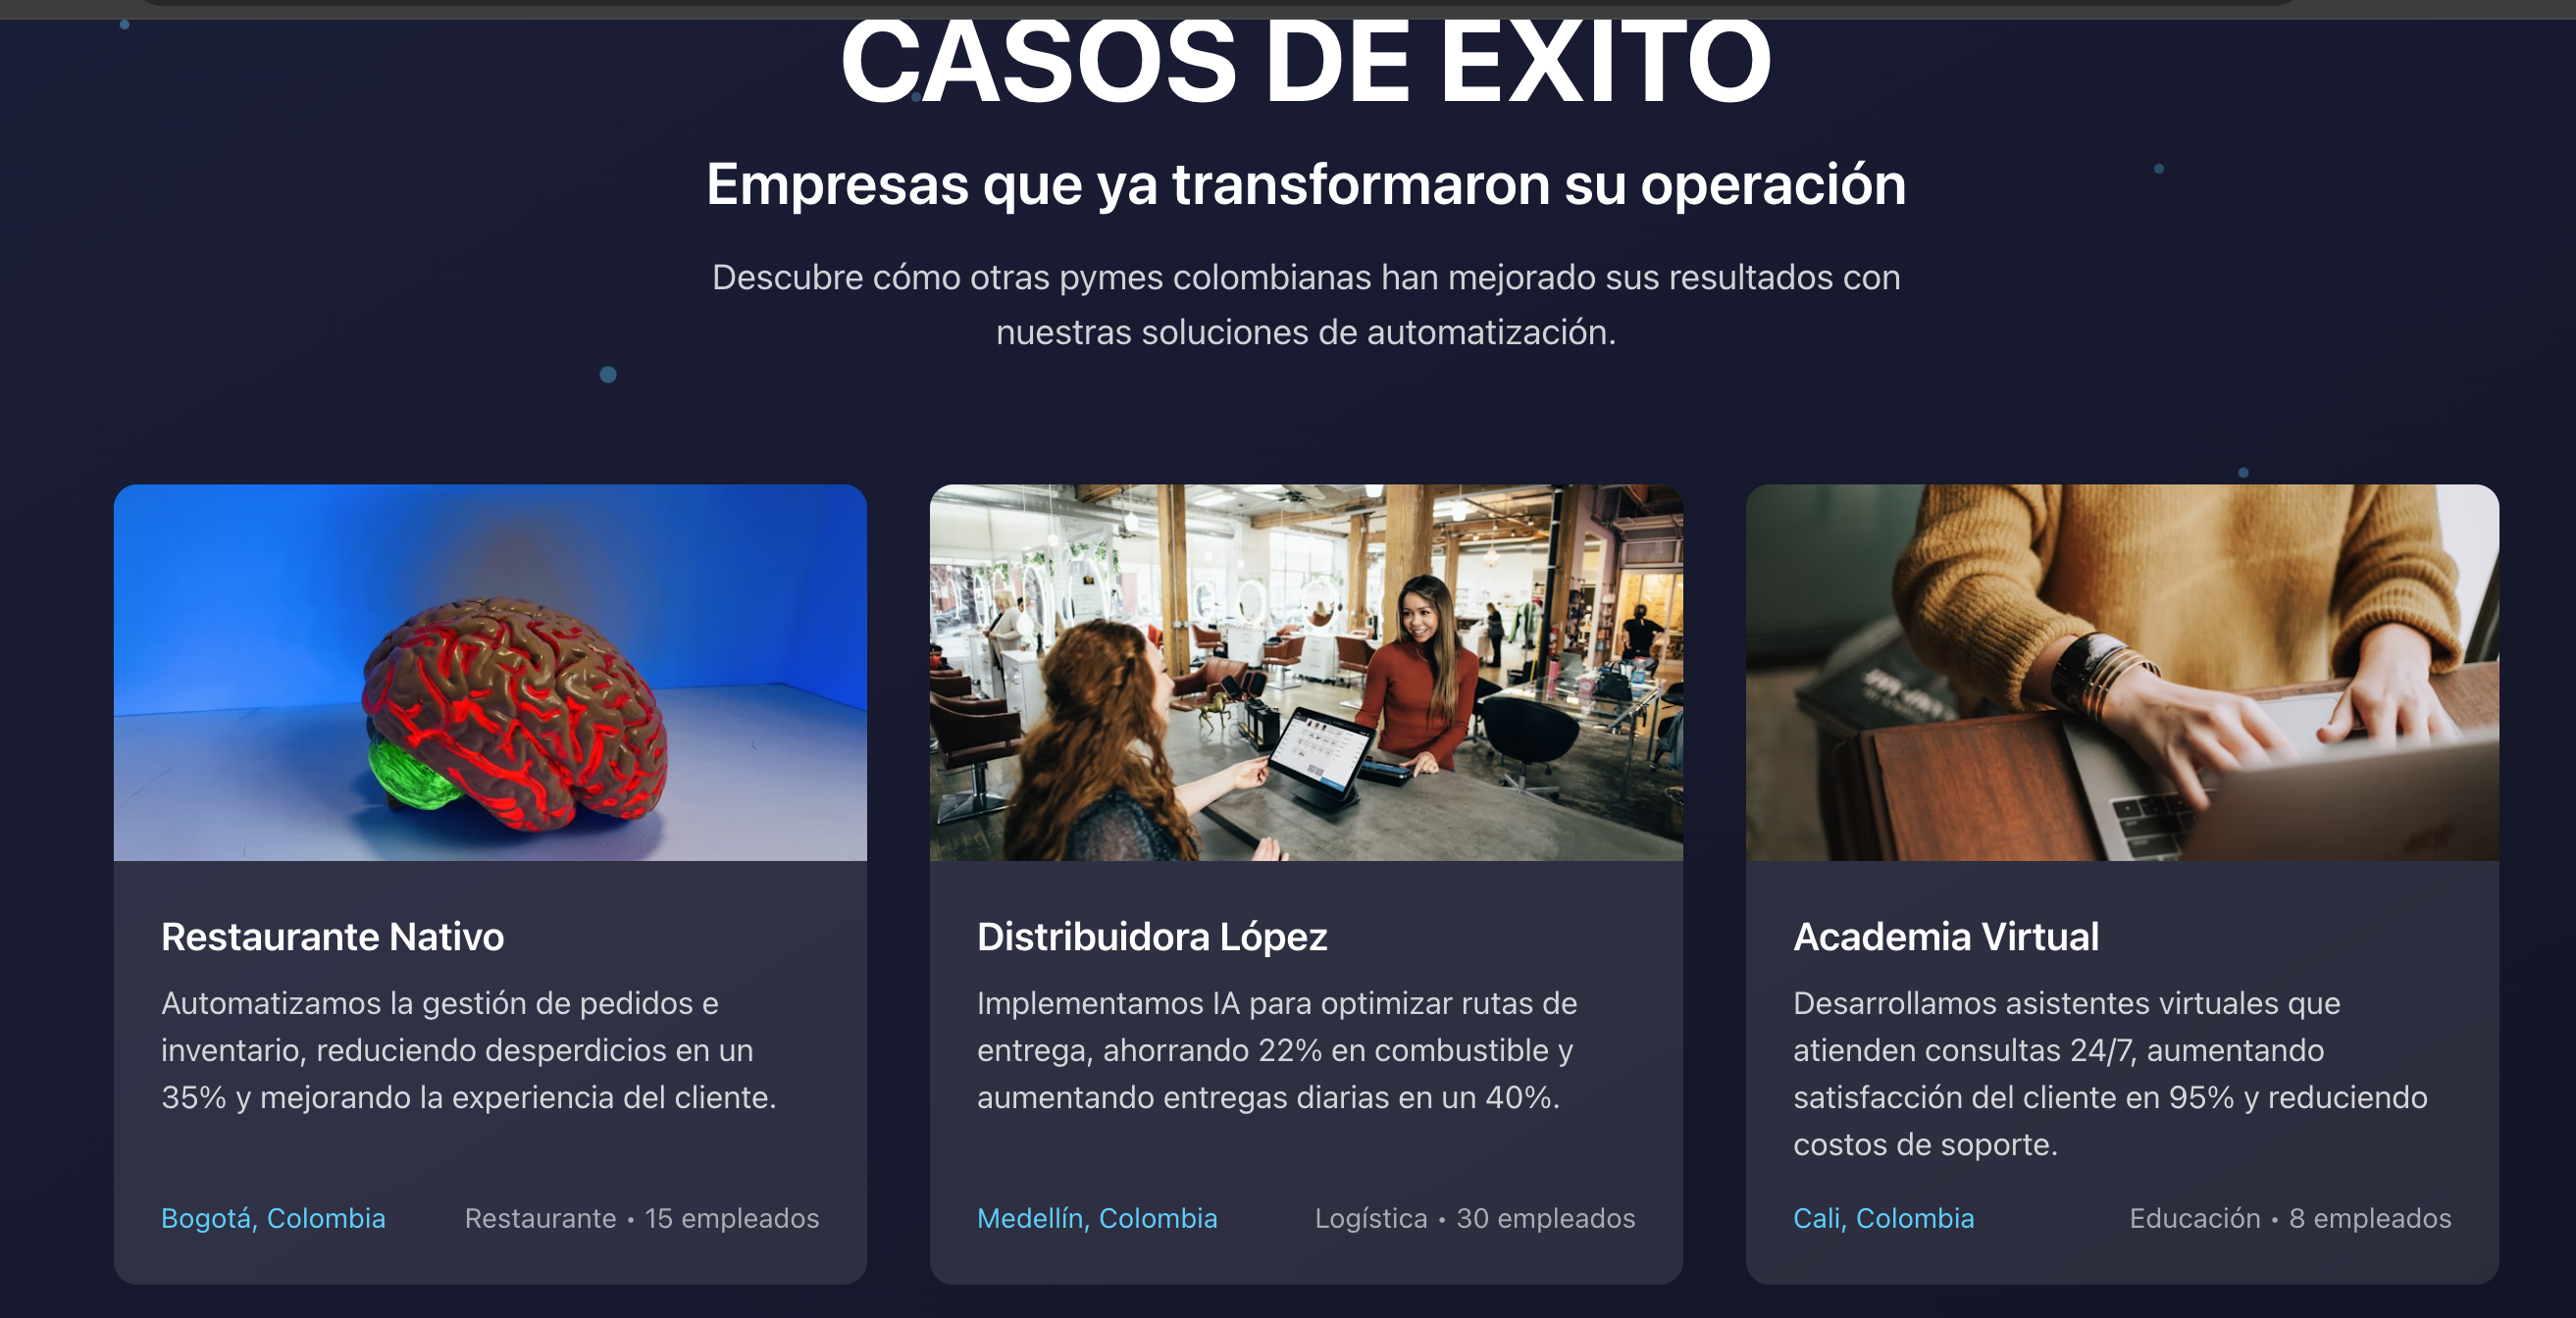 CASOS DE ÉXITO
Empresas que ya transformaron su operación
Descubre cómo otras pymes colombianas han mejorado sus resultados con
nuestras soluciones de automatización.
Restaurante Nativo
Automatizamos la gestión de pedidos e
inventario, reduciendo desperdicios en un
35% y mejorando la experiencia del cliente.
Bogotá, Colombia
Restaurante • 15 empleados
Distribuidora López
Implementamos IA para optimizar rutas de
entrega, ahorrando 22% en combustible y
aumentando entregas diarias en un 40%.
Medellín, Colombia
Logística • 30 empleados
Academia Virtual
Desarrollamos asistentes virtuales que
atienden consultas 24/7, aumentando
satisfacción del cliente en 95% y reduciendo
costos de soporte.
Cali, Colombia
Educación • 8 empleados